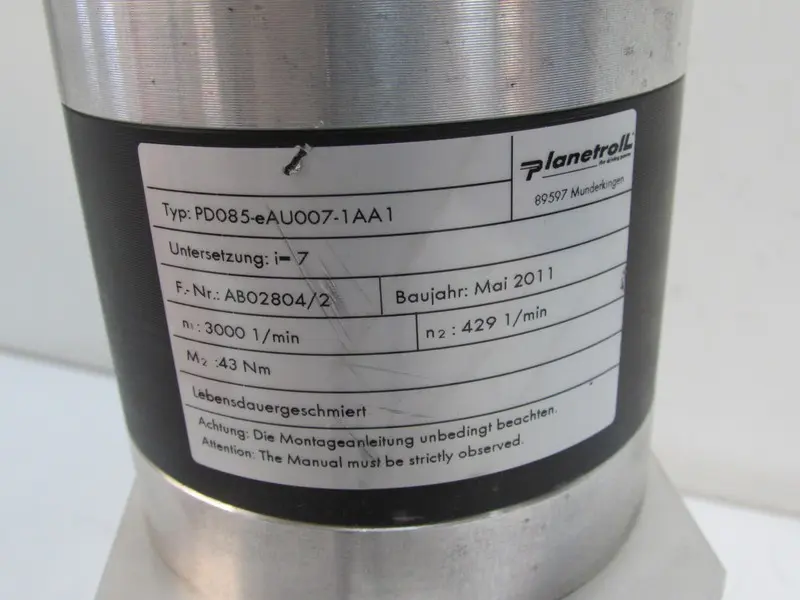 PlanetrolL
89597 Munderkingen
Typ: PD085-eAU007-1AA1
Untersetzung: i= 7
F.-Nr.: AB02804/2
Baujahr: Mai 2011
n1: 3000 1/min
n2 : 429 1/min
M2 :43 Nm
Lebensdauergeschmiert
Achtung: Die Montageanleitung unbedingt beachten.
Attention: The Manual must be strictly observed.